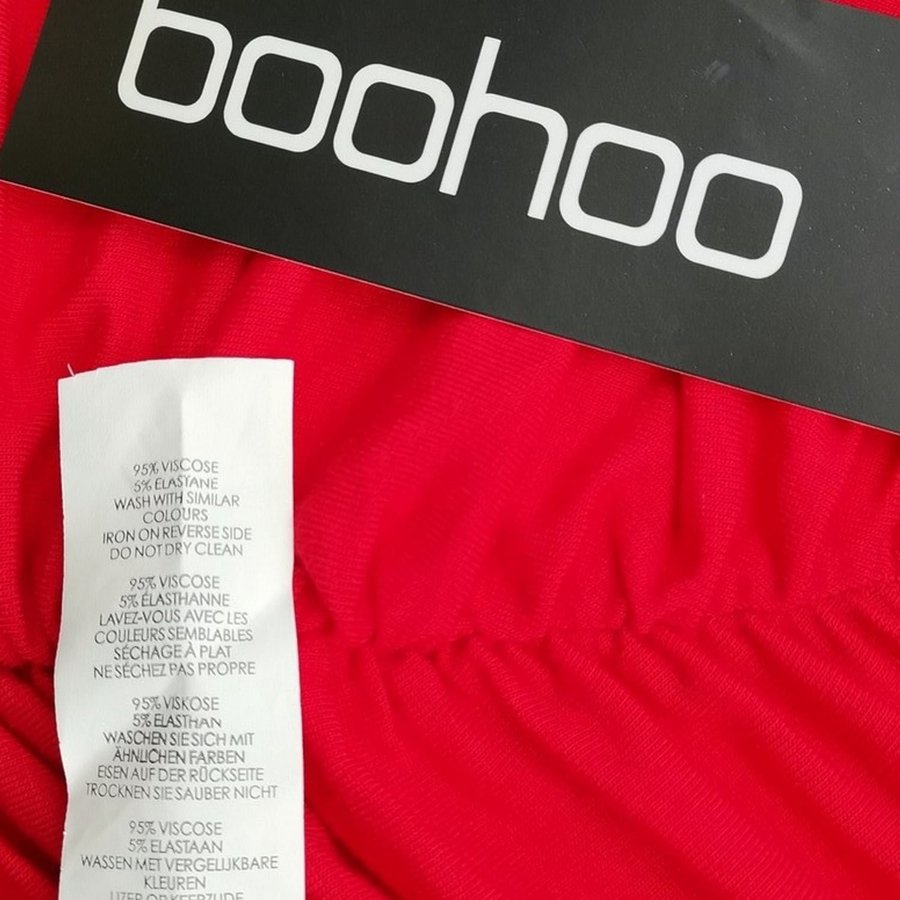 boohoo
95% VISCOSE
5% ELASTANE
WASH WITH SIMILAR
COLOURS
IRON ON REVERSE SIDE
DO NOT DRY CLEAN
95% VISCOSE
5% ÉLASTHANNE
LAVEZ-VOUS AVEC LES
COULEURS SEMBLABLES
SÉCHAGE À PLAT
NE SÉCHEZ PAS PROPRE
95% VISKOSE
5% ELASTHAN
WASCHEN SIE SICH MIT
ÄHNLICHEN FARBEN
EISEN AUF DER RÜCKSEITE
TROCKNEN SIE SAUBER NICHT
95% VISCOSE
5% ELASTAAN
WASSEN MET VERGELIJKBARE
KLEUREN
IJZER OP KEERZIJDE